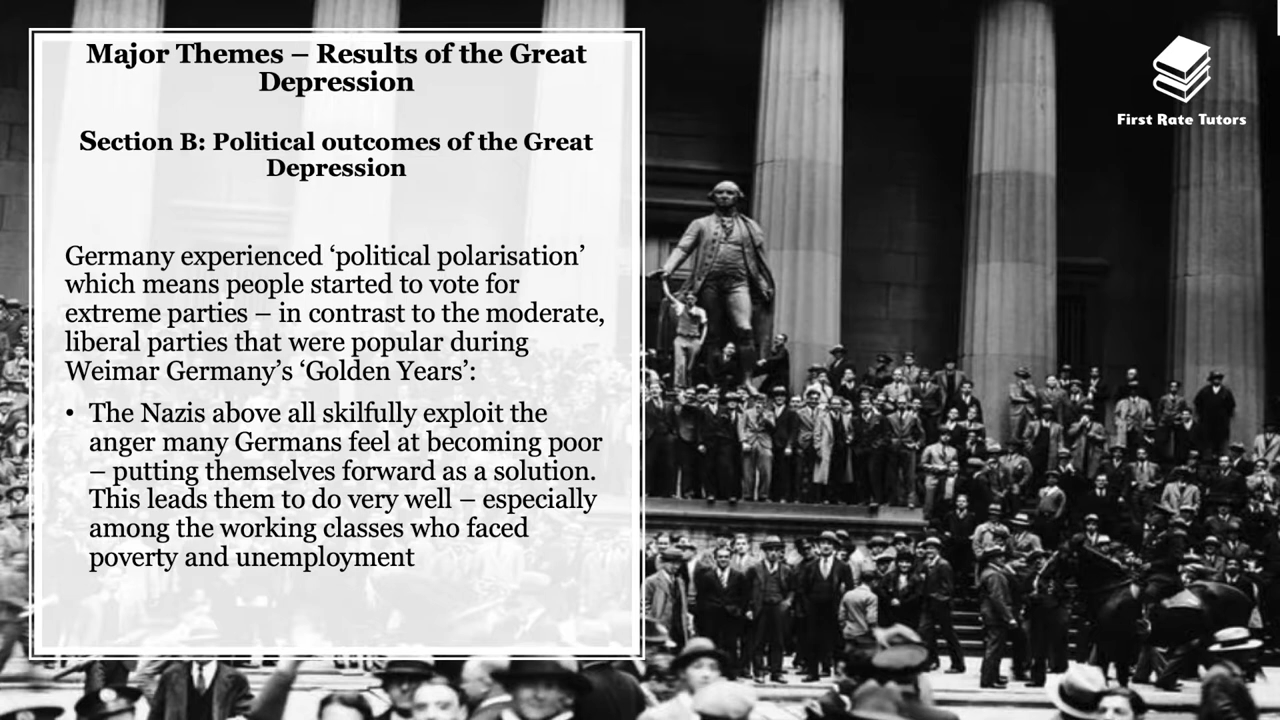 Major Themes – Results of the Great
Depression
Section B: Political outcomes of the Great
Depression
Germany experienced ‘political polarisation’
which means people started to vote for
extreme parties – in contrast to the moderate,
liberal parties that were popular during
Weimar Germany’s ‘Golden Years’:
• The Nazis above all skilfully exploit the
anger many Germans feel at becoming poor
– putting themselves forward as a solution.
This leads them to do very well – especially
among the working classes who faced
poverty and unemployment
First Rate Tutors